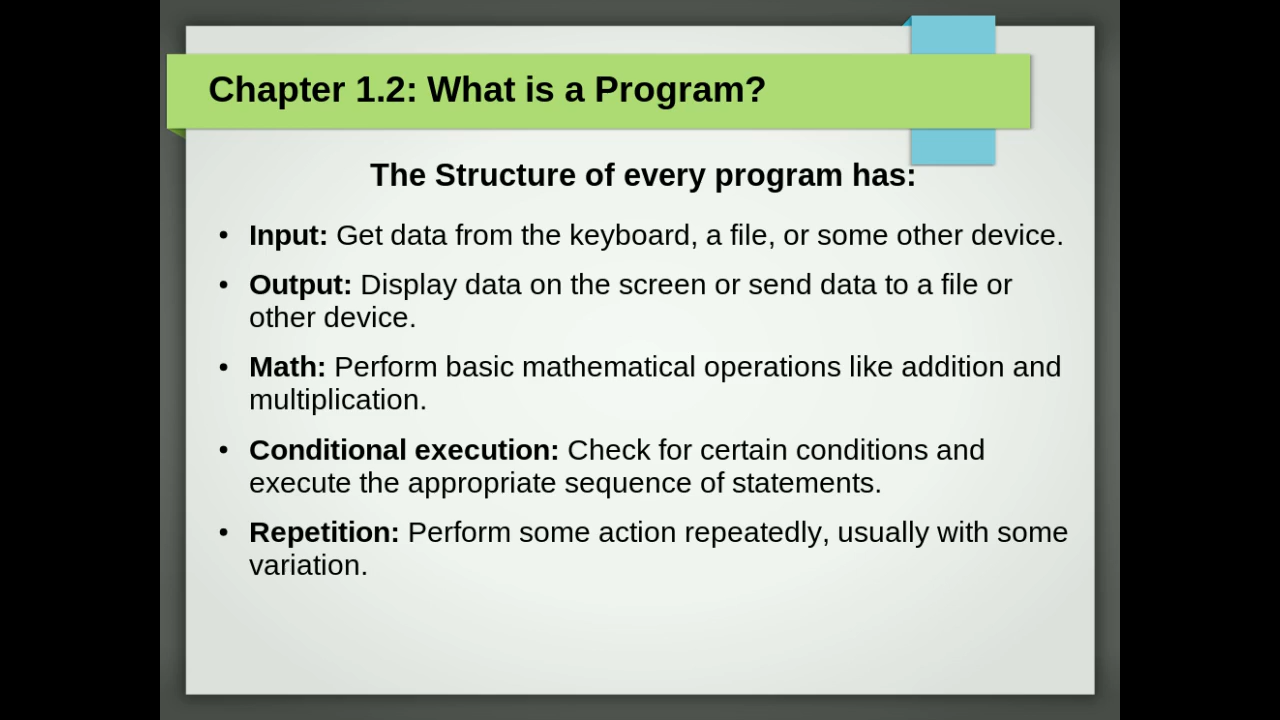 Chapter 1.2: What is a Program?
The Structure of every program has:
• Input: Get data from the keyboard, a file, or some other device.
• Output: Display data on the screen or send data to a file or
other device.
• Math: Perform basic mathematical operations like addition and
multiplication.
• Conditional execution: Check for certain conditions and
execute the appropriate sequence of statements.
• Repetition: Perform some action repeatedly, usually with some
variation.